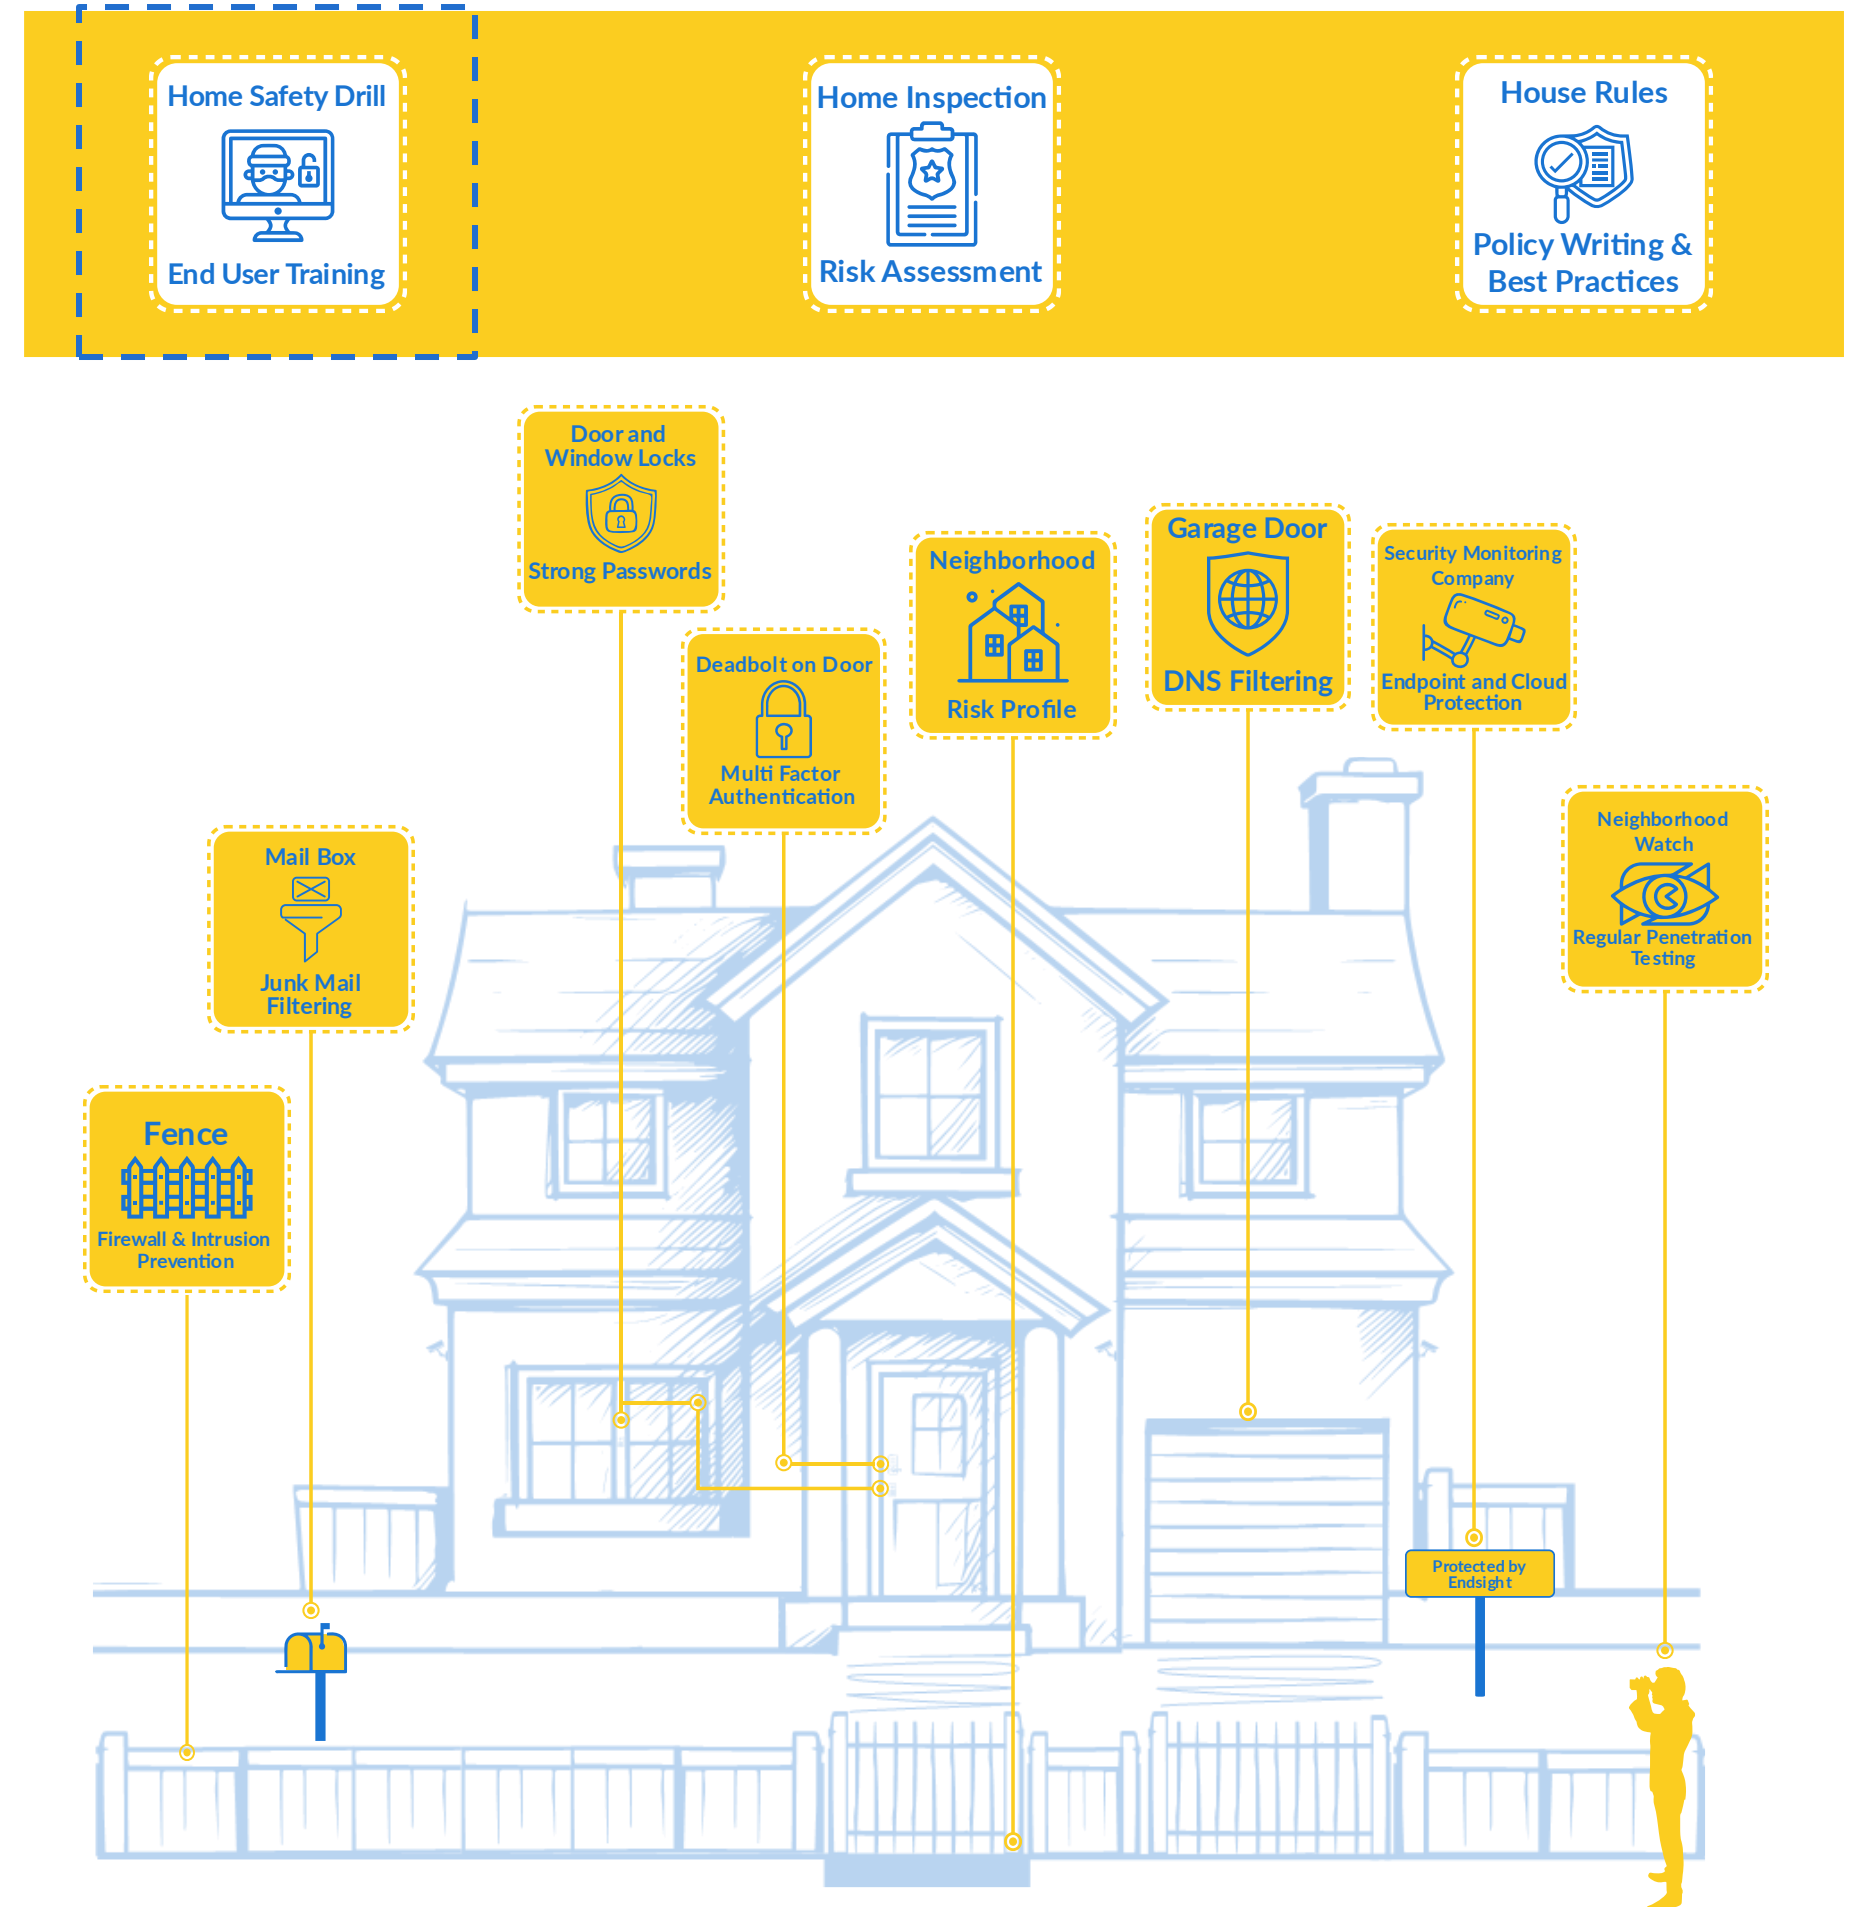 Home Safety Drill
End User Training
Home Inspection
Risk Assessment
House Rules
Policy Writing &
Best Practices
Door and
Window Locks
Strong Passwords
Deadbolt on Door
Multi Factor
Authentication
Neighborhood
Risk Profile
Garage Door
DNS Filtering
Security Monitoring
Company
Endpoint and Cloud
Protection
Neighborhood
Watch
Regular Penetration
Testing
Mail Box
Junk Mail
Filtering
Fence
Firewall & Intrusion
Prevention
Protected by
Endsight